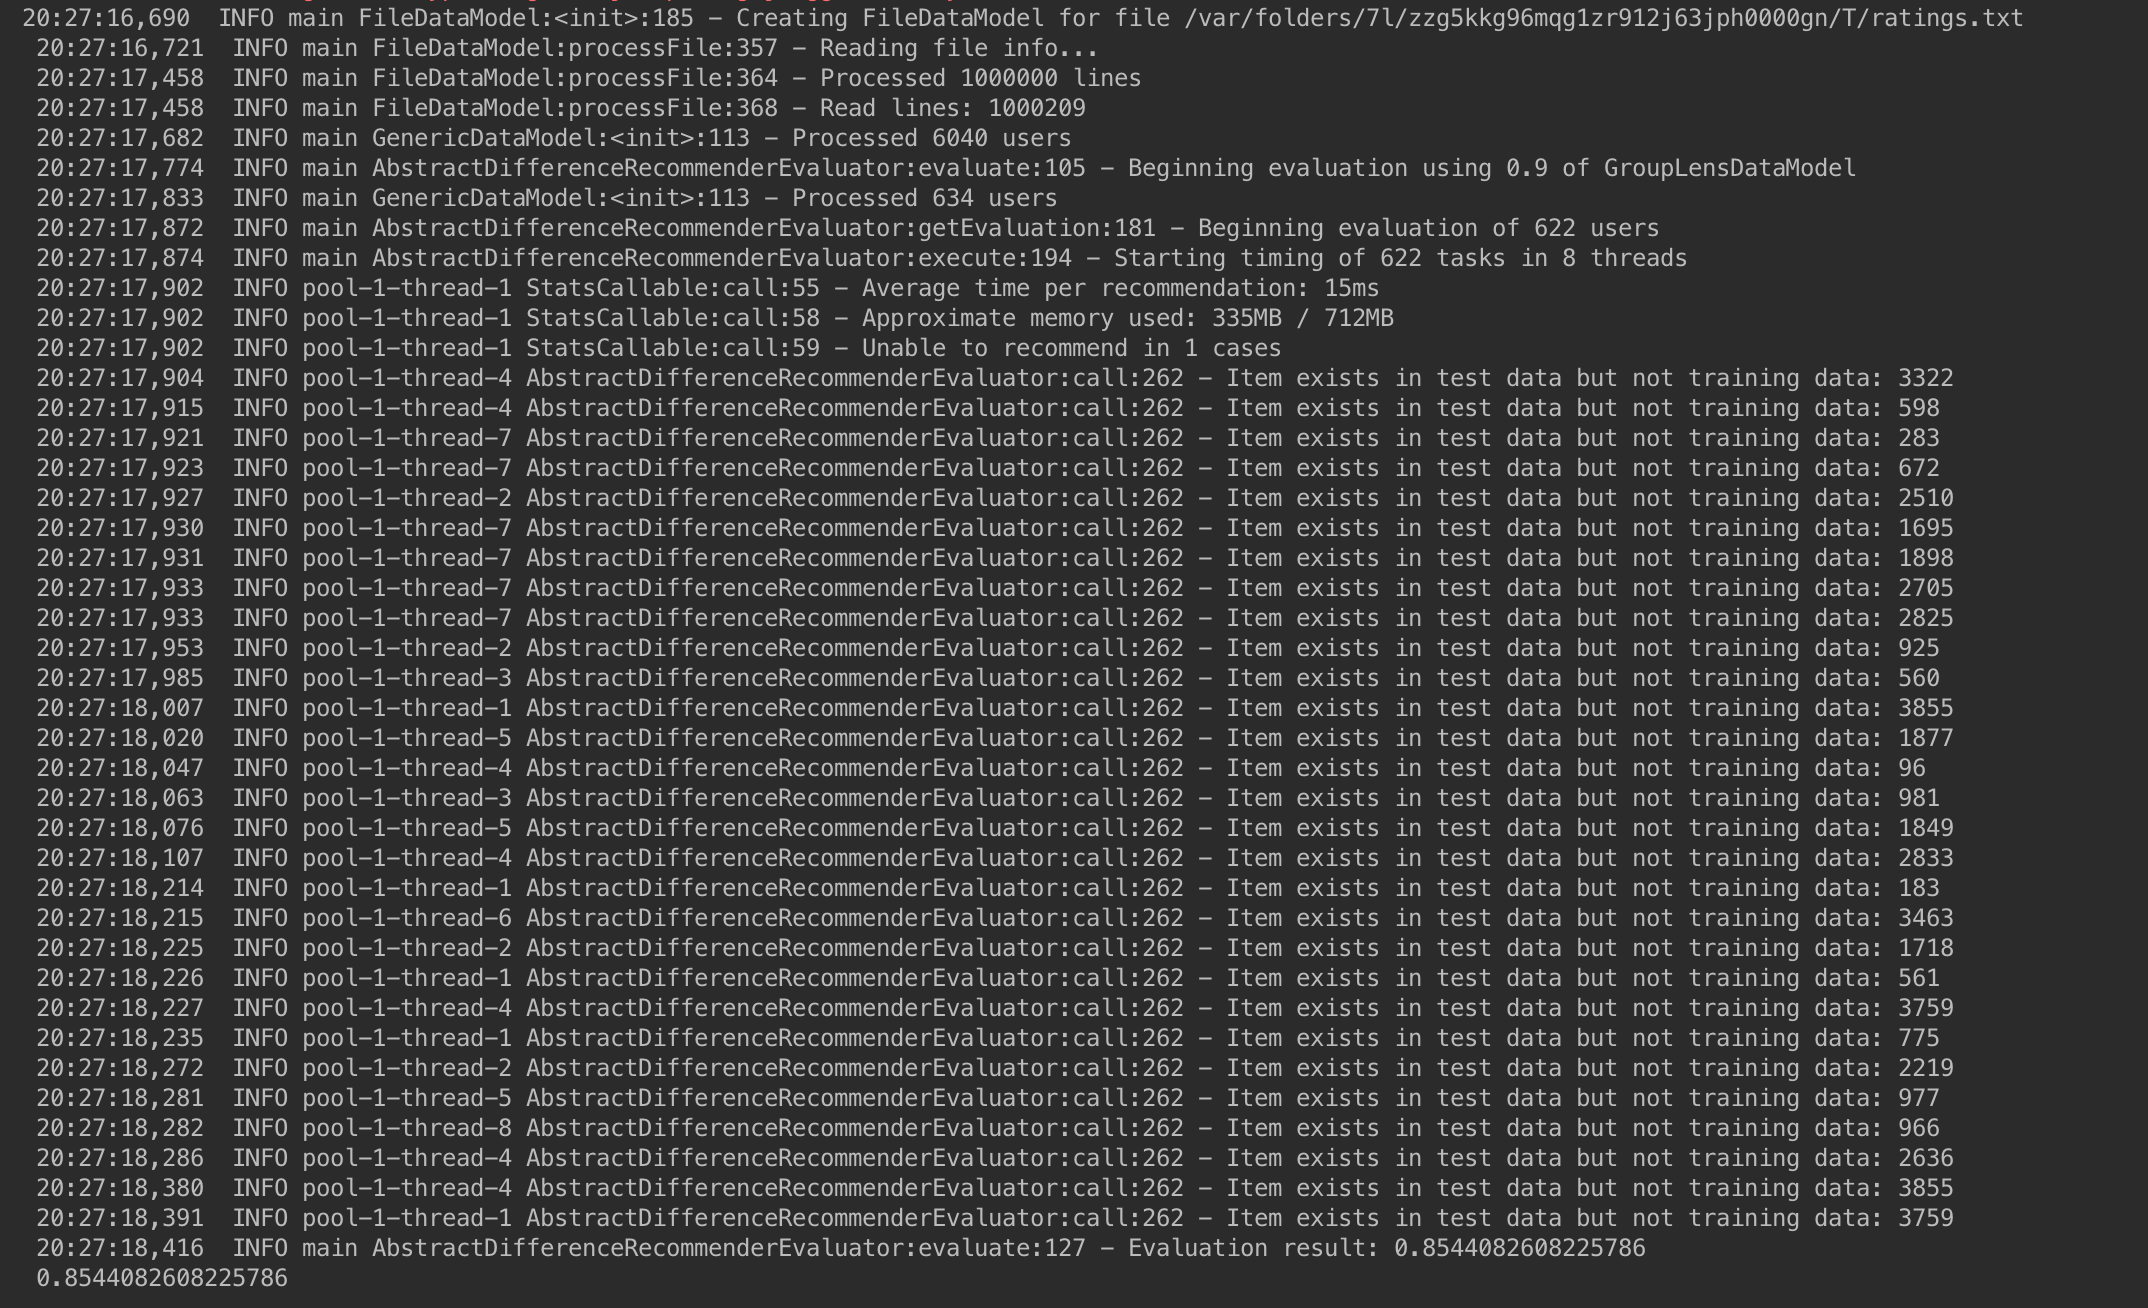 20:27:16,690  INFO main FileDataModel:<init>:185 – Creating FileDataModel for file /var/folders/7l/zzg5kkg96mqg1zr912j63jph0000gn/T/ratings.txt
20:27:16,721  INFO main FileDataModel:processFile:357 – Reading file info...
20:27:17,458  INFO main FileDataModel:processFile:364 – Processed 1000000 lines
20:27:17,458  INFO main FileDataModel:processFile:368 – Read lines: 1000209
20:27:17,682  INFO main GenericDataModel:<init>:113 – Processed 6040 users
20:27:17,774  INFO main AbstractDifferenceRecommenderEvaluator:evaluate:105 – Beginning evaluation using 0.9 of GroupLensDataModel
20:27:17,833  INFO main GenericDataModel:<init>:113 – Processed 634 users
20:27:17,872  INFO main AbstractDifferenceRecommenderEvaluator:getEvaluation:181 – Beginning evaluation of 622 users
20:27:17,874  INFO main AbstractDifferenceRecommenderEvaluator:execute:194 – Starting timing of 622 tasks in 8 threads
20:27:17,902  INFO pool-1-thread-1 StatsCallable:call:55 – Average time per recommendation: 15ms
20:27:17,902  INFO pool-1-thread-1 StatsCallable:call:58 – Approximate memory used: 335MB / 712MB
20:27:17,902  INFO pool-1-thread-1 StatsCallable:call:59 – Unable to recommend in 1 cases
20:27:17,904  INFO pool-1-thread-4 AbstractDifferenceRecommenderEvaluator:call:262 – Item exists in test data but not training data: 3322
20:27:17,915  INFO pool-1-thread-4 AbstractDifferenceRecommenderEvaluator:call:262 – Item exists in test data but not training data: 598
20:27:17,921  INFO pool-1-thread-7 AbstractDifferenceRecommenderEvaluator:call:262 – Item exists in test data but not training data: 283
20:27:17,923  INFO pool-1-thread-7 AbstractDifferenceRecommenderEvaluator:call:262 – Item exists in test data but not training data: 672
20:27:17,927  INFO pool-1-thread-2 AbstractDifferenceRecommenderEvaluator:call:262 – Item exists in test data but not training data: 2510
20:27:17,930  INFO pool-1-thread-7 AbstractDifferenceRecommenderEvaluator:call:262 – Item exists in test data but not training data: 1695
20:27:17,931  INFO pool-1-thread-7 AbstractDifferenceRecommenderEvaluator:call:262 – Item exists in test data but not training data: 1898
20:27:17,933  INFO pool-1-thread-7 AbstractDifferenceRecommenderEvaluator:call:262 – Item exists in test data but not training data: 2705
20:27:17,933  INFO pool-1-thread-7 AbstractDifferenceRecommenderEvaluator:call:262 – Item exists in test data but not training data: 2825
20:27:17,953  INFO pool-1-thread-2 AbstractDifferenceRecommenderEvaluator:call:262 – Item exists in test data but not training data: 925
20:27:17,985  INFO pool-1-thread-3 AbstractDifferenceRecommenderEvaluator:call:262 – Item exists in test data but not training data: 560
20:27:18,007  INFO pool-1-thread-1 AbstractDifferenceRecommenderEvaluator:call:262 – Item exists in test data but not training data: 3855
20:27:18,020  INFO pool-1-thread-5 AbstractDifferenceRecommenderEvaluator:call:262 – Item exists in test data but not training data: 1877
20:27:18,047  INFO pool-1-thread-4 AbstractDifferenceRecommenderEvaluator:call:262 – Item exists in test data but not training data: 96
20:27:18,063  INFO pool-1-thread-3 AbstractDifferenceRecommenderEvaluator:call:262 – Item exists in test data but not training data: 981
20:27:18,076  INFO pool-1-thread-5 AbstractDifferenceRecommenderEvaluator:call:262 – Item exists in test data but not training data: 1849
20:27:18,107  INFO pool-1-thread-4 AbstractDifferenceRecommenderEvaluator:call:262 – Item exists in test data but not training data: 2833
20:27:18,214  INFO pool-1-thread-1 AbstractDifferenceRecommenderEvaluator:call:262 – Item exists in test data but not training data: 183
20:27:18,215  INFO pool-1-thread-6 AbstractDifferenceRecommenderEvaluator:call:262 – Item exists in test data but not training data: 3463
20:27:18,225  INFO pool-1-thread-2 AbstractDifferenceRecommenderEvaluator:call:262 – Item exists in test data but not training data: 1718
20:27:18,226  INFO pool-1-thread-1 AbstractDifferenceRecommenderEvaluator:call:262 – Item exists in test data but not training data: 561
20:27:18,227  INFO pool-1-thread-4 AbstractDifferenceRecommenderEvaluator:call:262 – Item exists in test data but not training data: 3759
20:27:18,235  INFO pool-1-thread-1 AbstractDifferenceRecommenderEvaluator:call:262 – Item exists in test data but not training data: 775
20:27:18,272  INFO pool-1-thread-2 AbstractDifferenceRecommenderEvaluator:call:262 – Item exists in test data but not training data: 2219
20:27:18,281  INFO pool-1-thread-5 AbstractDifferenceRecommenderEvaluator:call:262 – Item exists in test data but not training data: 977
20:27:18,282  INFO pool-1-thread-8 AbstractDifferenceRecommenderEvaluator:call:262 – Item exists in test data but not training data: 966
20:27:18,286  INFO pool-1-thread-4 AbstractDifferenceRecommenderEvaluator:call:262 – Item exists in test data but not training data: 2636
20:27:18,380  INFO pool-1-thread-4 AbstractDifferenceRecommenderEvaluator:call:262 – Item exists in test data but not training data: 3855
20:27:18,391  INFO pool-1-thread-1 AbstractDifferenceRecommenderEvaluator:call:262 – Item exists in test data but not training data: 3759
20:27:18,416  INFO main AbstractDifferenceRecommenderEvaluator:evaluate:127 – Evaluation result: 0.8544082608225786
0.8544082608225786